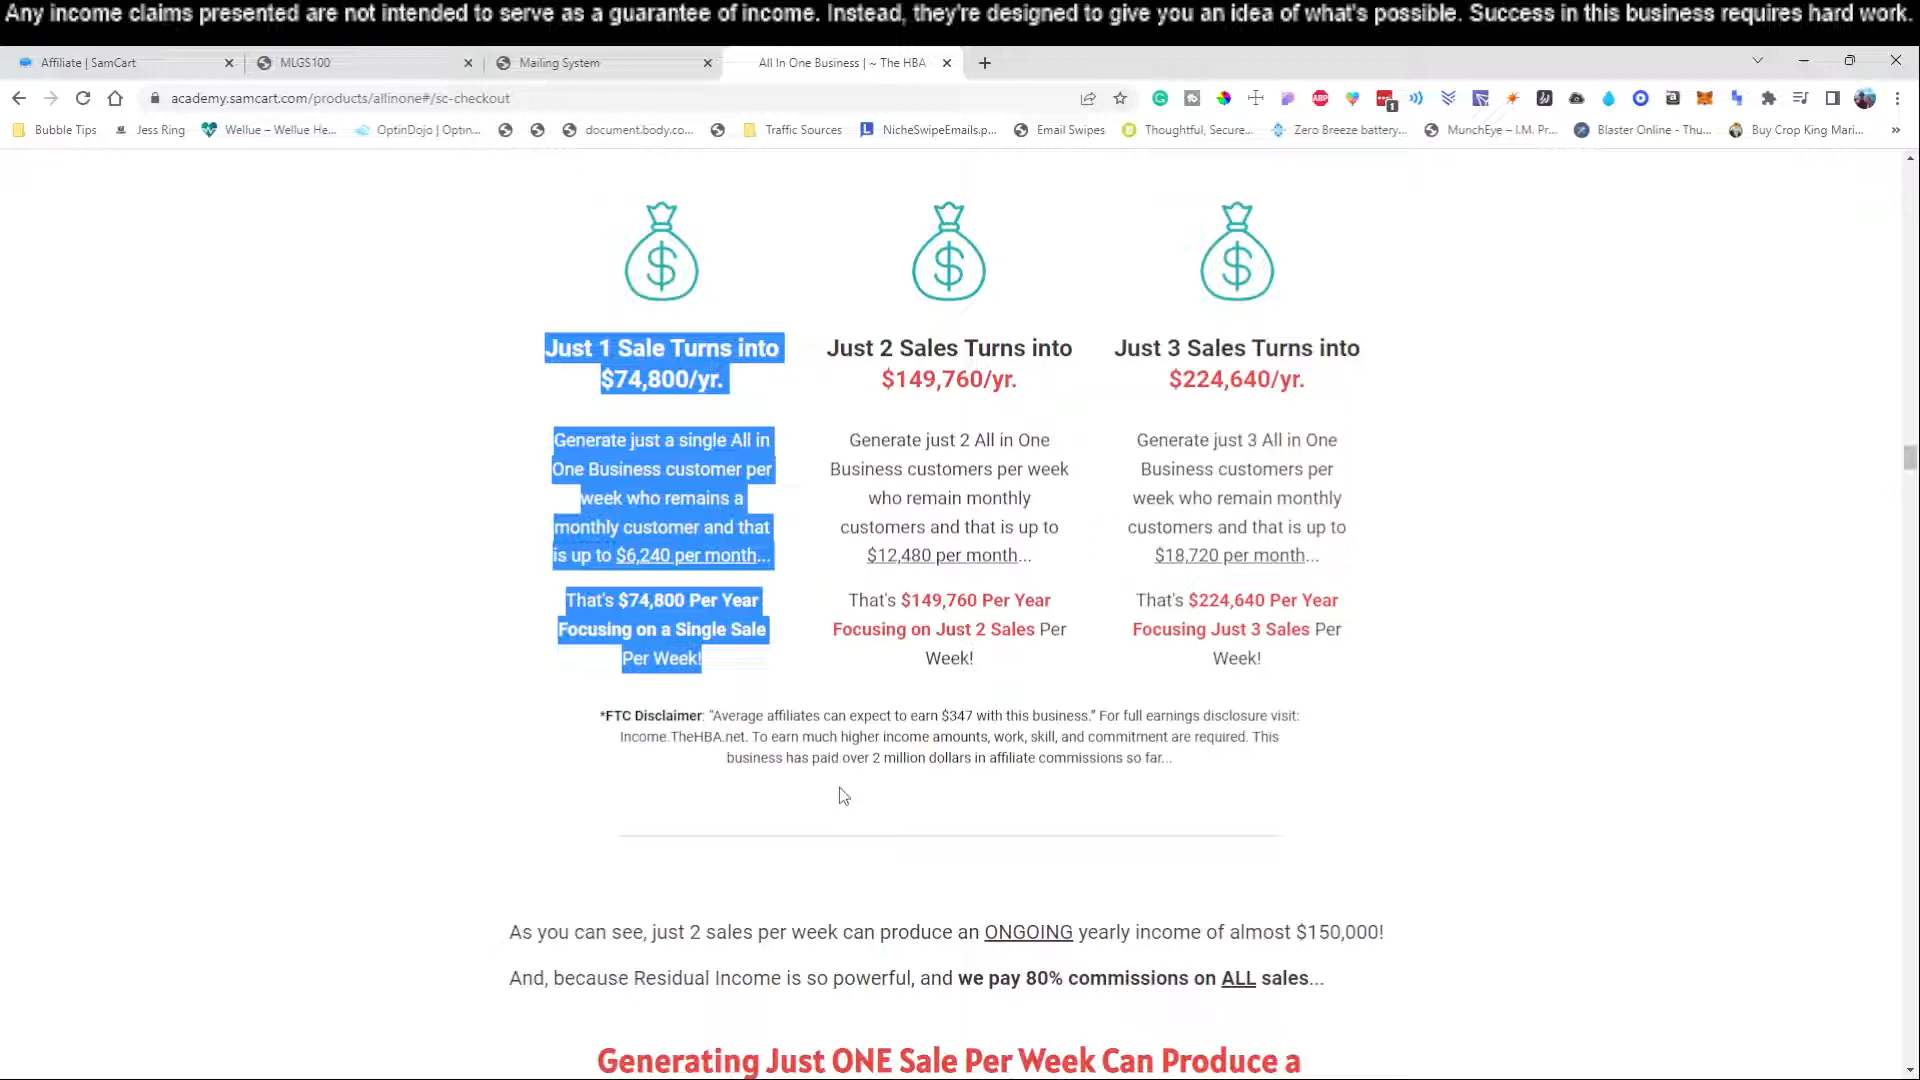 Any income claims presented are not intended to serve as a guarantee of income. Instead, they're designed to give you an idea of what's possible. Success in this business requires hard work.
Affiliate | SamCart
MLGS100
Mailing System
All In One Business | ~ The HBA
academy.samcart.com/products/allinone#/sc-checkout
Bubble Tips
Jess Ring
Wellue – Wellue He...
OptinDojo | Optin...
document.body.co...
Traffic Sources
NicheSwipeEmails.p...
Email Swipes
Thoughtful, Secure...
Zero Breeze battery...
MunchEye – I.M. Pr...
Blaster Online - Thu...
Buy Crop King Mari...
Just 1 Sale Turns into
$74,800/yr.
Generate just a single All in
One Business customer per
week who remains a
monthly customer and that
is up to $6,240 per month...
That's $74,800 Per Year
Focusing on a Single Sale
Per Week!
Just 2 Sales Turns into
$149,760/yr.
Generate just 2 All in One
Business customers per week
who remain monthly
customers and that is up to
$12,480 per month...
That's $149,760 Per Year
Focusing on Just 2 Sales Per
Week!
Just 3 Sales Turns into
$224,640/yr.
Generate just 3 All in One
Business customers per
week who remain monthly
customers and that is up to
$18,720 per month...
That's $224,640 Per Year
Focusing Just 3 Sales Per
Week!
*FTC Disclaimer: "Average affiliates can expect to earn $347 with this business." For full earnings disclosure visit:
Income.TheHBA.net. To earn much higher income amounts, work, skill, and commitment are required. This
business has paid over 2 million dollars in affiliate commissions so far...
As you can see, just 2 sales per week can produce an ONGOING yearly income of almost $150,000!
And, because Residual Income is so powerful, and we pay 80% commissions on ALL sales...
Generating Just ONE Sale Per Week Can Produce a